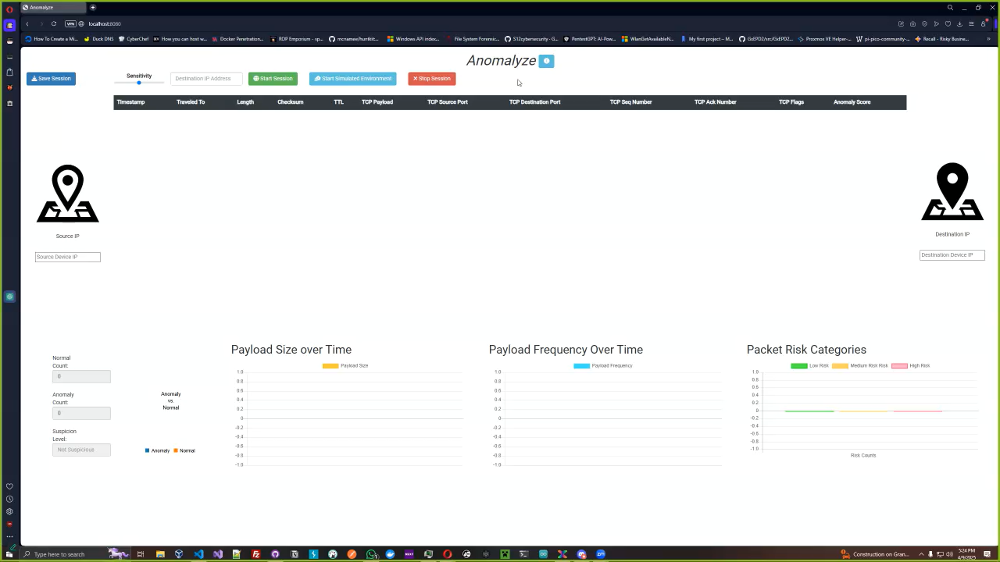 Anomalyze
VPN localhost:8080
How To Create a Mi... Duck DNS CyberChef How you can host w... Docker Penetration... ROP Emporium – sp... mcnamee/huntkit... Windows API index... File System Forensic... S12cybersecurity - G... PentestGPT: AI-Pow... WlanGetAvailableN... My first project – M... GxEPD2/src/GxEPD2... Proxmox VE Helper-... pi-pico-community-... Recall - Risky Busine... »
Anomalyze
Save Session
Sensitivity
Destination IP Address
Start Session
Start Simulated Environment
Stop Session
Timestamp Traveled To Length Checksum TTL TCP Payload TCP Source Port TCP Destination Port TCP Seq Number TCP Ack Number TCP Flags Anomaly Score
Source IP
Source Device IP
Destination IP
Destination Device IP
Normal
Count:
0
Anomaly
Count:
0
Suspicion
Level:
Not Suspicious
Anomaly
vs.
Normal
Anomaly Normal
Payload Size over Time
Payload Size
1.0
0.8
0.6
0.4
0.2
0
-0.2
-0.4
-0.6
-0.8
-1.0
Payload Frequency Over Time
Payload Frequency
1.0
0.8
0.6
0.4
0.2
0
-0.2
-0.4
-0.6
-0.8
-1.0
Packet Risk Categories
Low Risk Medium Risk Risk High Risk
1.0
0.8
0.6
0.4
0.2
0
-0.2
-0.4
-0.6
-0.8
-1.0
Risk Counts
Type here to search
Construction on Gran...
5:24 PM
4/9/2025